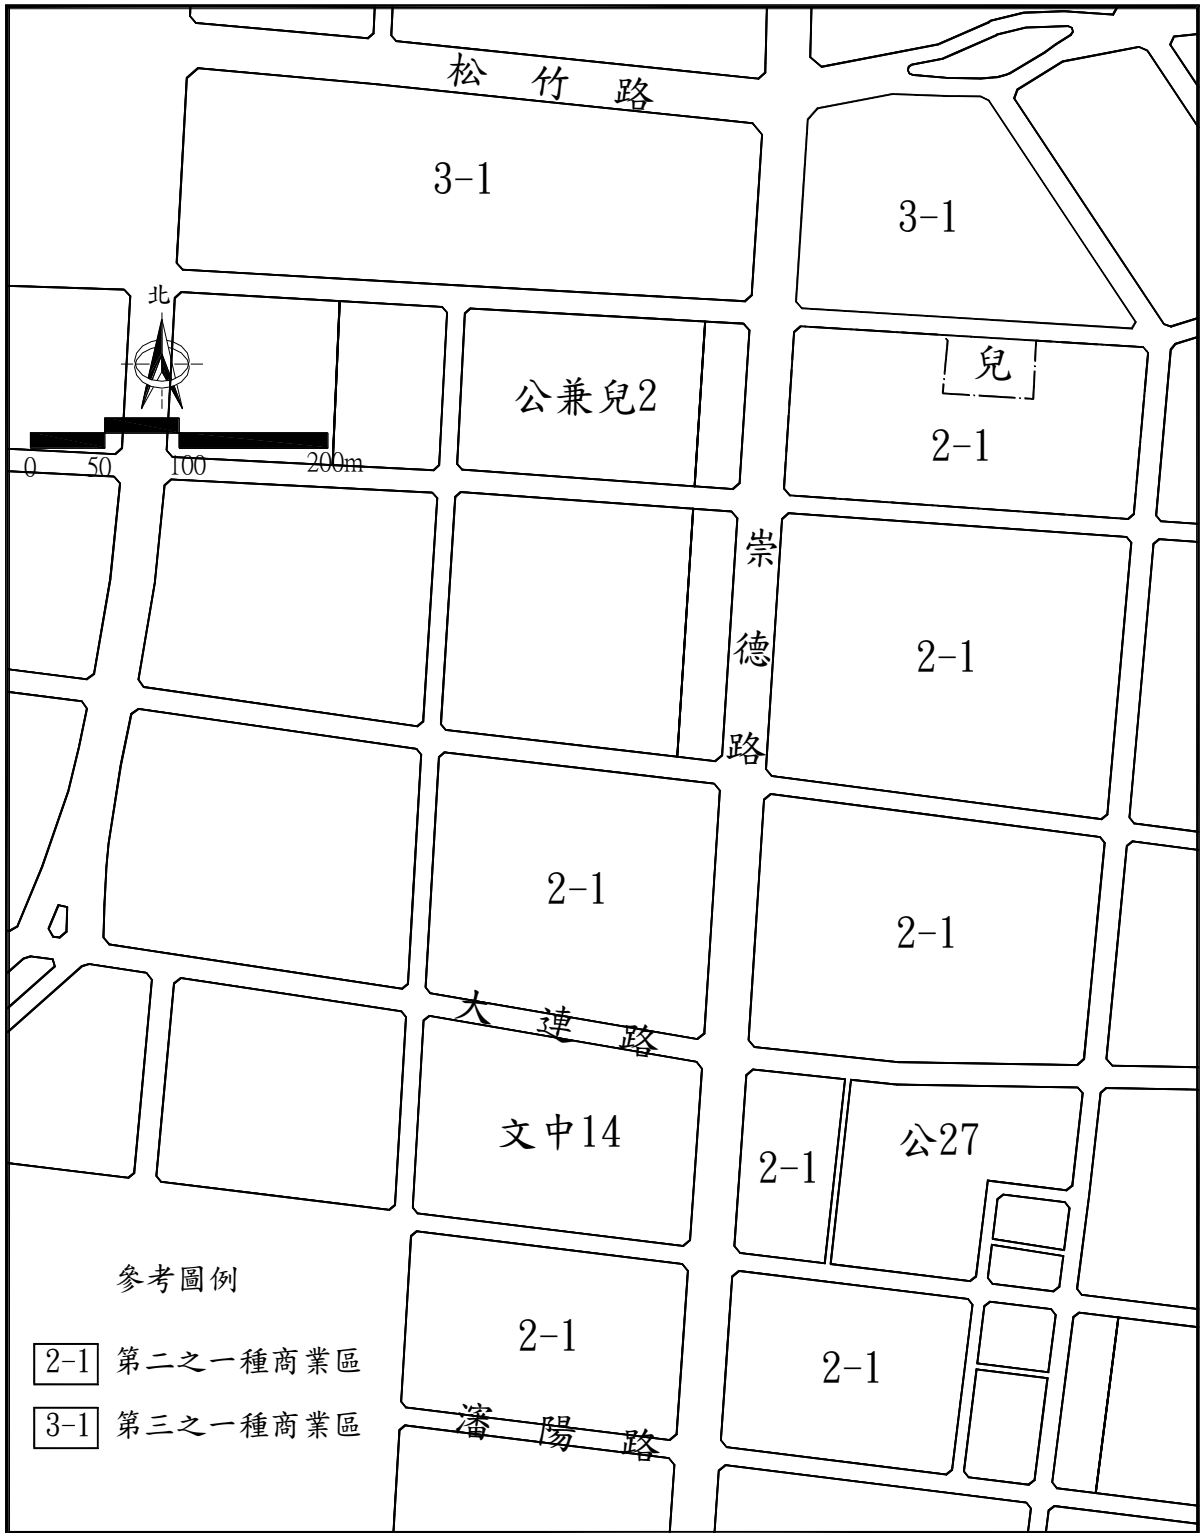 松竹路
3-1
3-1
北
公兼兒2
兒
2-1
0 50 100 200m
崇德路
2-1
2-1
2-1
大連路
文中14
公27
2-1
參考圖例
2-1 第二之一種商業區
3-1 第三之一種商業區
2-1
2-1
瀋陽路